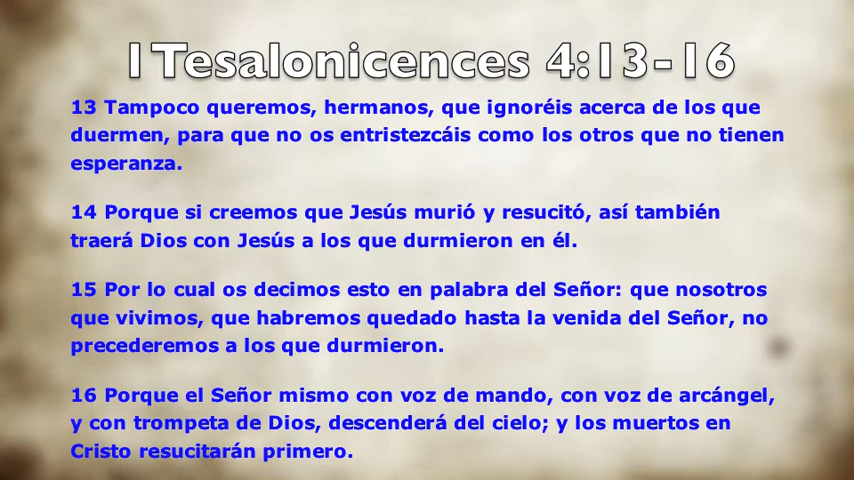 1 Tesalonicences 4:13-16
13 Tampoco queremos, hermanos, que ignoréis acerca de los que
duermen, para que no os entristezcáis como los otros que no tienen
esperanza.
14 Porque si creemos que Jesús murió y resucitó, así también
traerá Dios con Jesús a los que durmieron en él.
15 Por lo cual os decimos esto en palabra del Señor: que nosotros
que vivimos, que habremos quedado hasta la venida del Señor, no
precederemos a los que durmieron.
16 Porque el Señor mismo con voz de mando, con voz de arcángel,
y con trompeta de Dios, descenderá del cielo; y los muertos en
Cristo resucitarán primero.